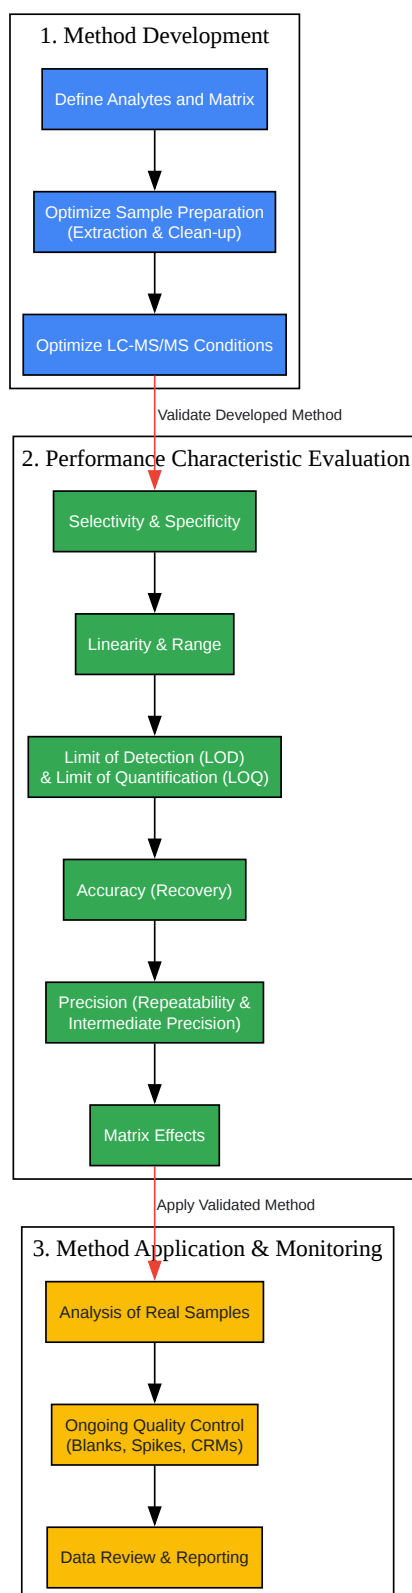 1. Method Development
Define Analytes and Matrix
Optimize Sample Preparation
(Extraction & Clean-up)
Optimize LC-MS/MS Conditions
Validate Developed Method
2. Performance Characteristic Evaluation
Selectivity & Specificity
Linearity & Range
Limit of Detection (LOD)
& Limit of Quantification (LOQ)
Accuracy (Recovery)
Precision (Repeatability &
Intermediate Precision)
Matrix Effects
Apply Validated Method
3. Method Application & Monitoring
Analysis of Real Samples
Ongoing Quality Control
(Blanks, Spikes, CRMs)
Data Review & Reporting